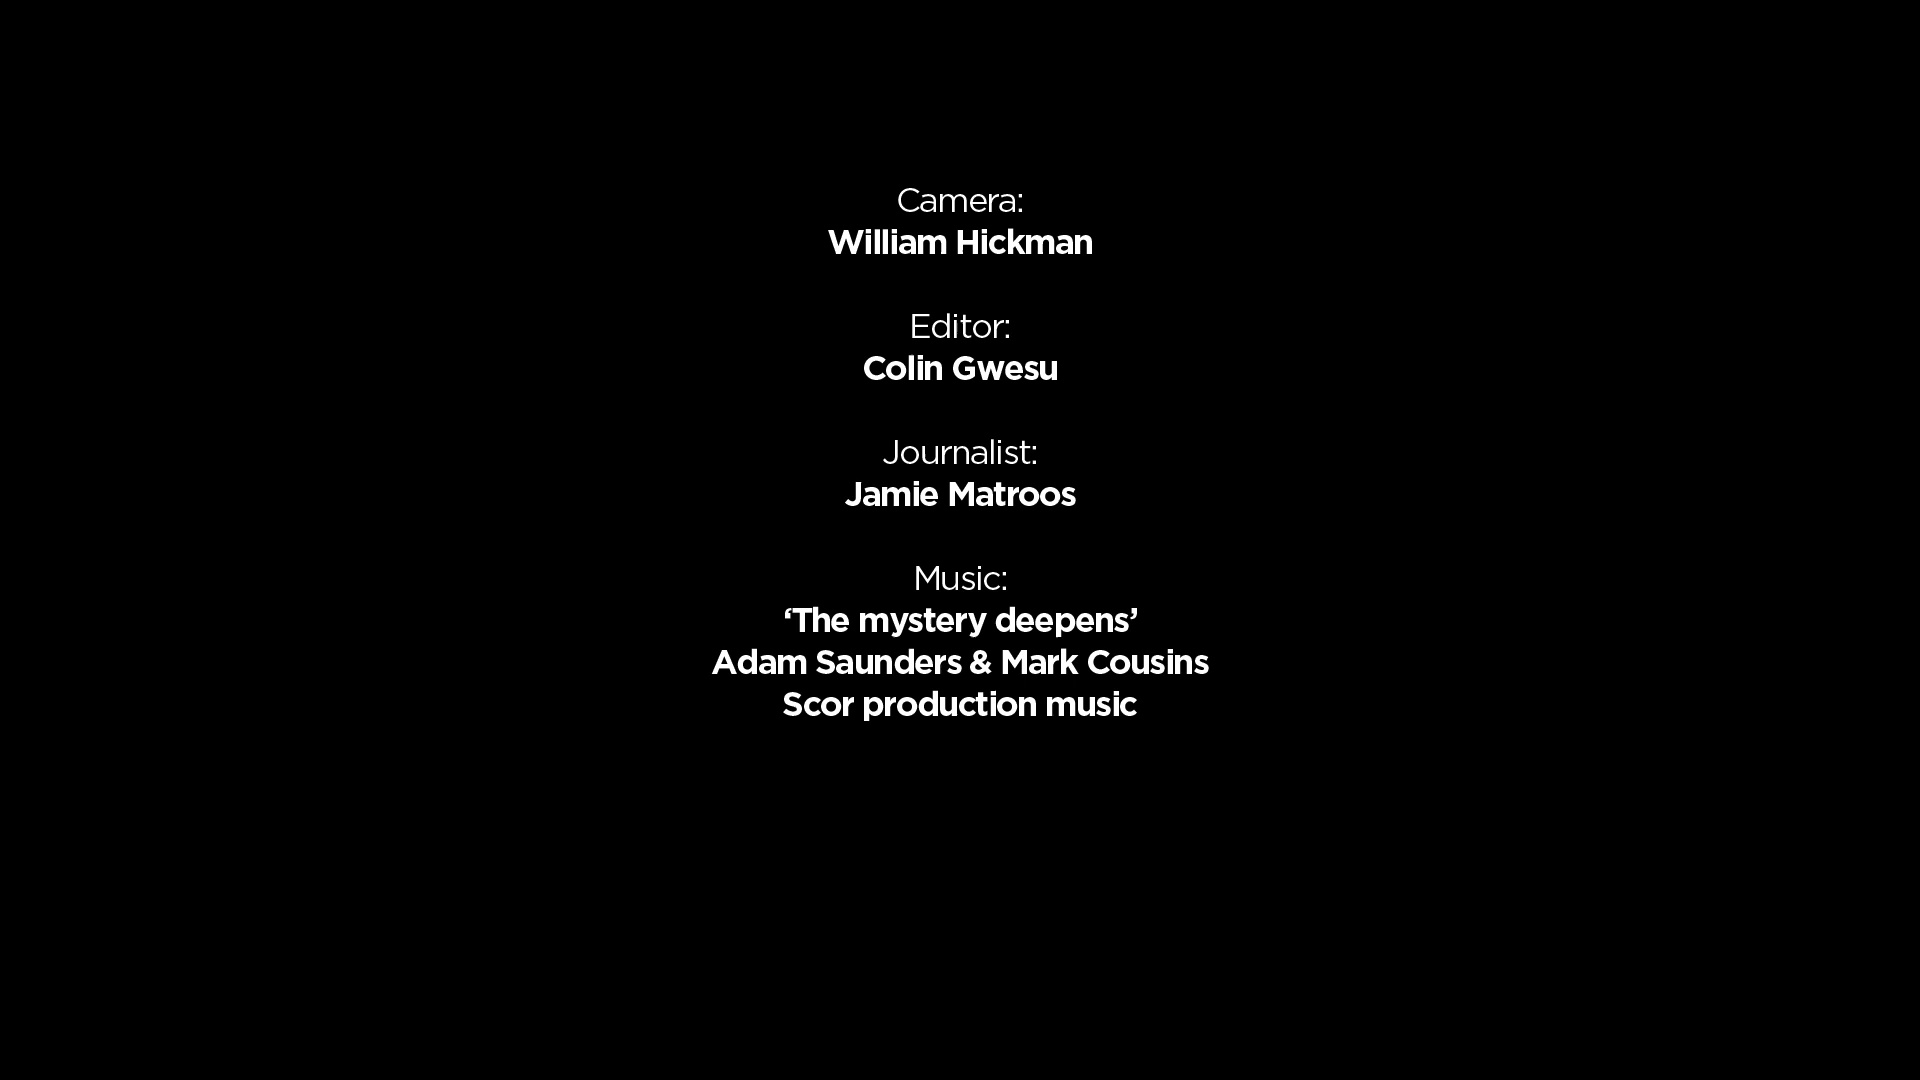 Camera:
William Hickman
Editor:
Colin Gwesu
Journalist:
Jamie Matroos
Music:
‘The mystery deepens’
Adam Saunders & Mark Cousins
Scor production music